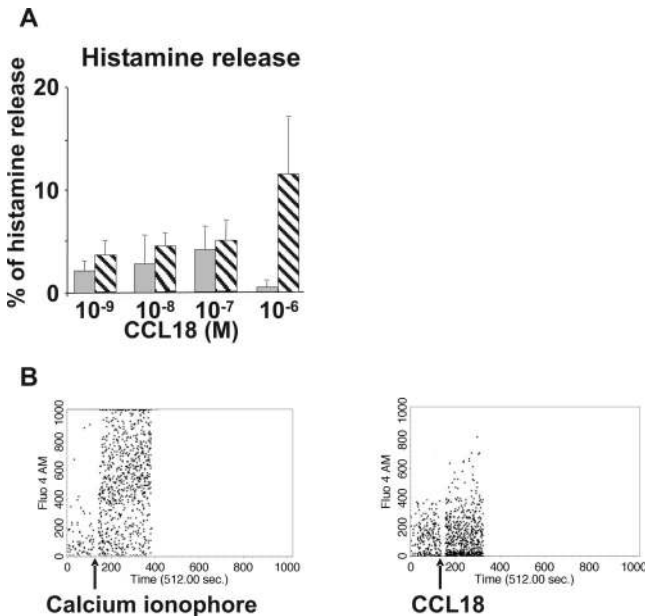 A
Histamine release
% of histamine release
20
10
0
10-9 10-8 10-7 10-6
CCL18 (M)
B
Fluo 4 AM
0 200 400 600 800 1000
0 200 400 600 800 1000
Time (512.00 sec.)
Calcium ionophore
Fluo 4 AM
0 200 400 600 800 1000
0 200 400 600 800 1000
Time (512.00 sec.)
CCL18